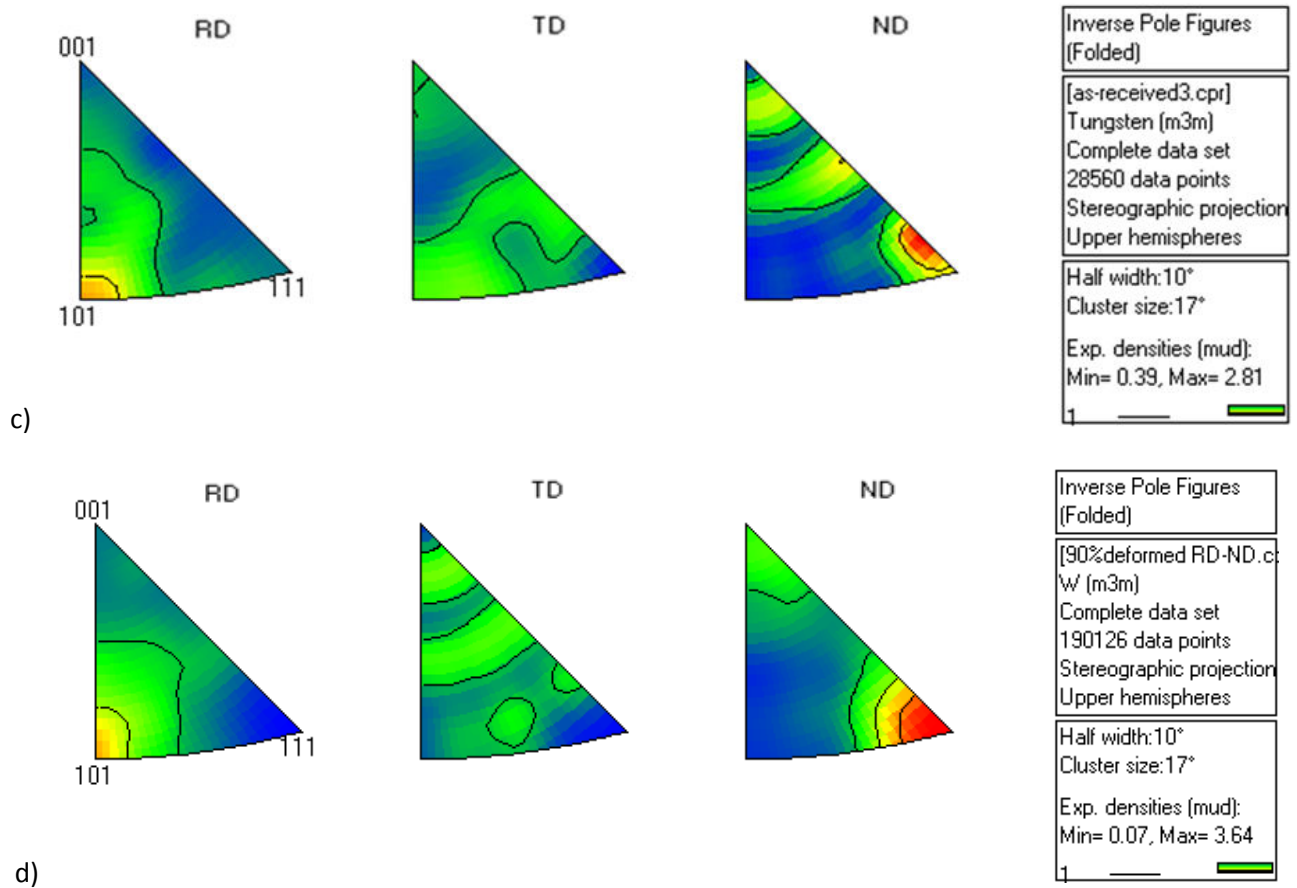 RD
TD
ND
001
101
111
Inverse Pole Figures
(Folded)
[as-received3.cpr]
Tungsten (m3m)
Complete data set
28560 data points
Stereographic projection
Upper hemispheres
Half width:10°
Cluster size:17°
Exp. densities (mud):
Min= 0.39, Max= 2.81
1
c)
RD
TD
ND
001
101
111
Inverse Pole Figures
(Folded)
[90%deformed RD-ND.c
W (m3m)
Complete data set
190126 data points
Stereographic projection
Upper hemispheres
Half width:10°
Cluster size:17°
Exp. densities (mud):
Min= 0.07, Max= 3.64
1
d)